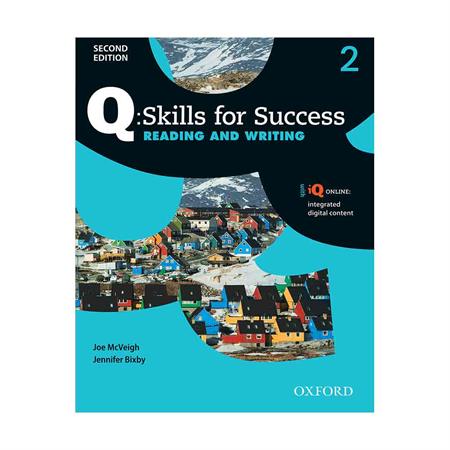 SECOND
EDITION
2
Q:Skills for Success
READING AND WRITING
with iQ ONLINE:
integrated
digital content
Joe McVeigh
Jennifer Bixby
OXFORD